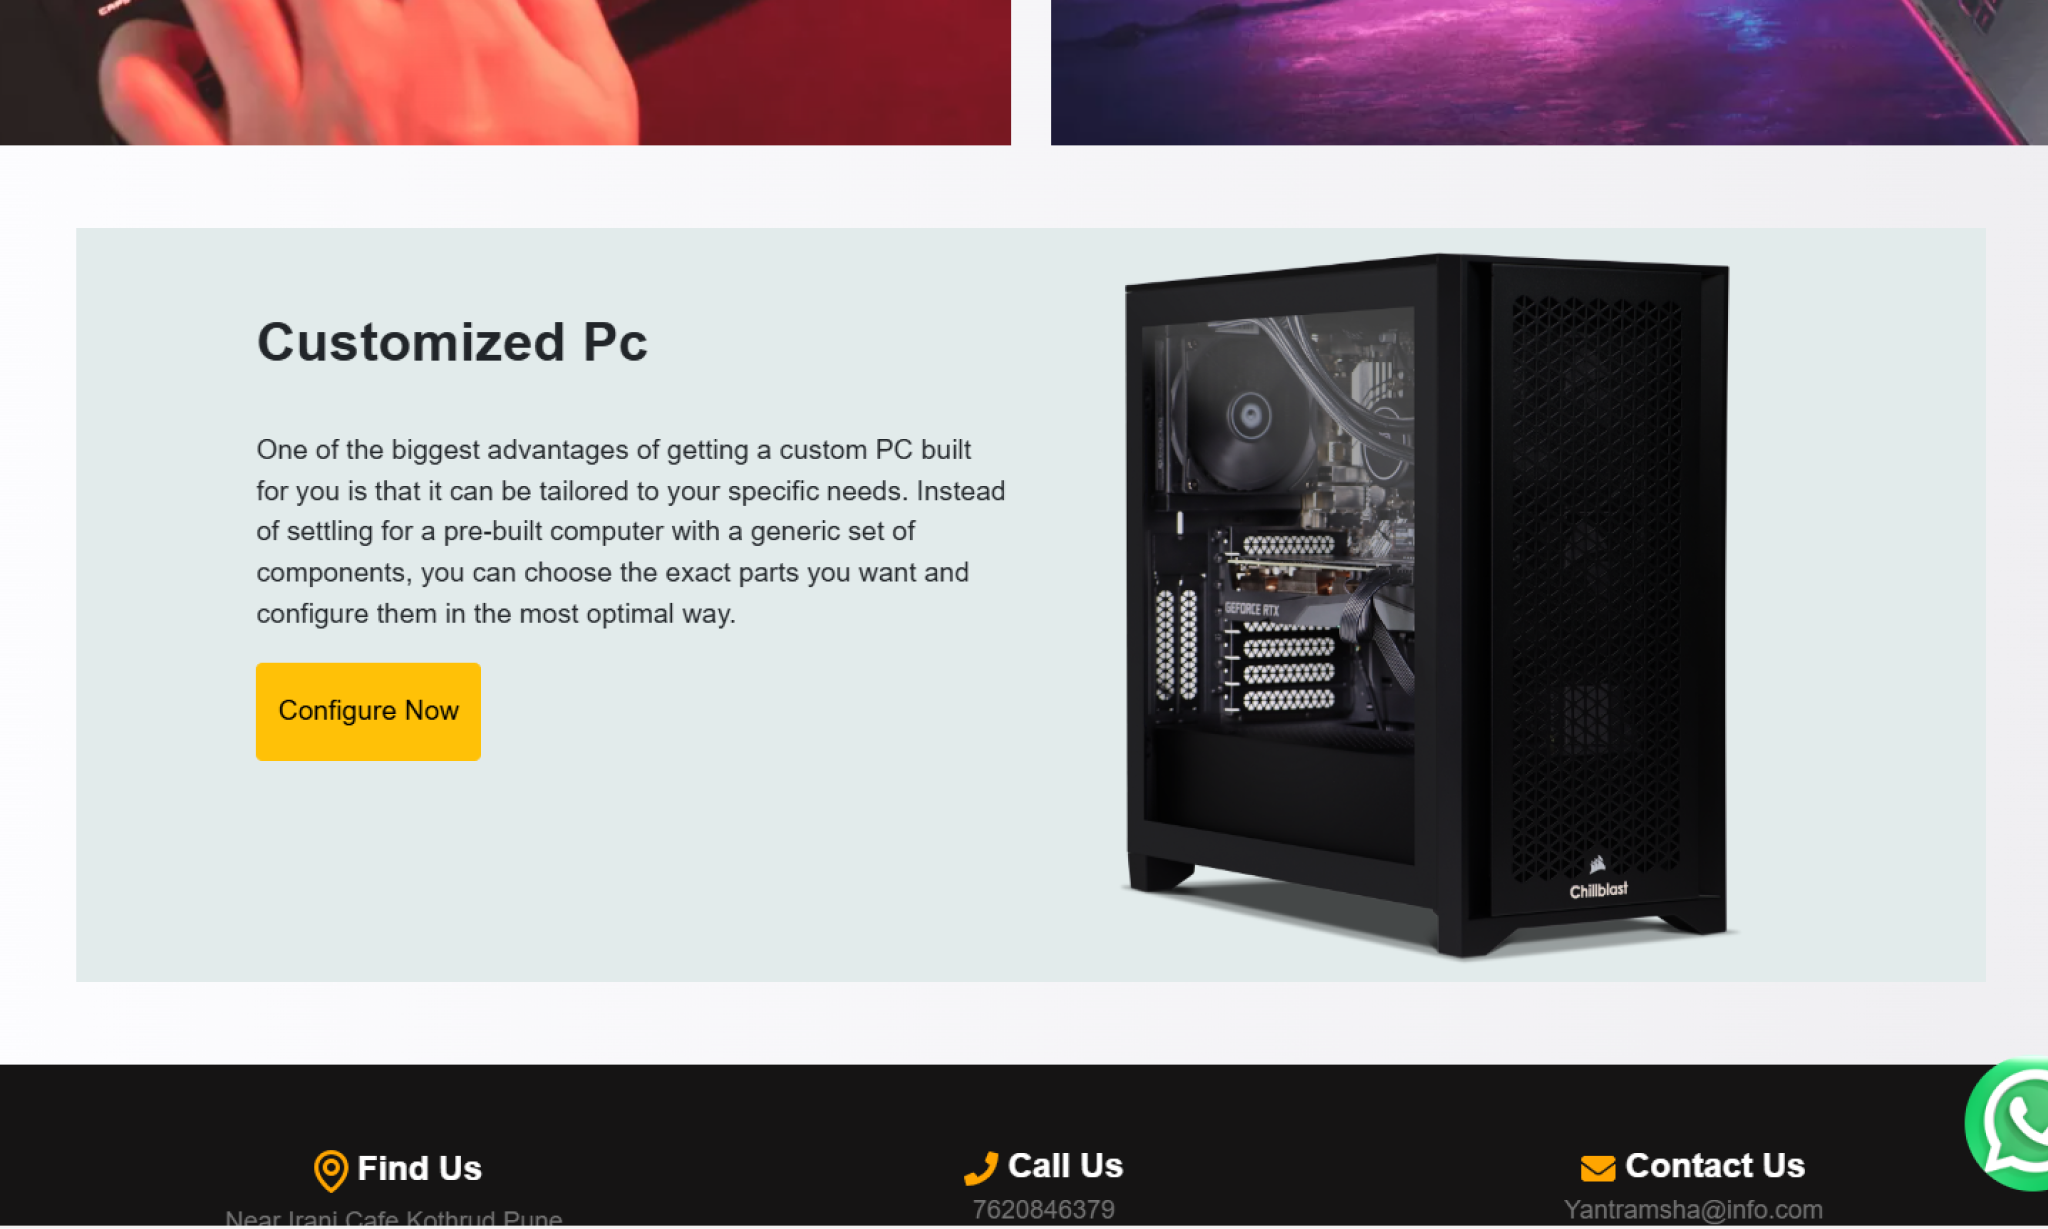 Customized Pc
One of the biggest advantages of getting a custom PC built
for you is that it can be tailored to your specific needs. Instead
of settling for a pre-built computer with a generic set of
components, you can choose the exact parts you want and
configure them in the most optimal way.
Configure Now
GEFORCE RTX
Chillblast
Find Us
Near Irani Cafe Kothrud Pune
Call Us
7620846379
Contact Us
Yantramsha@info.com